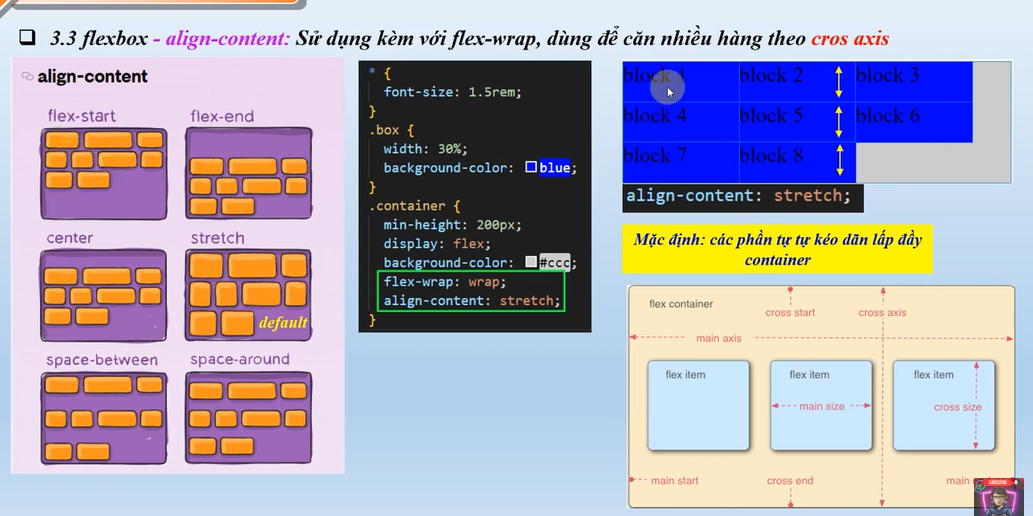 3.3 flexbox - align-content: Sử dụng kèm với flex-wrap, dùng để căn nhiều hàng theo cros axis
align-content
flex-start
flex-end
center
stretch
default
space-between
space-around
* {
font-size: 1.5rem;
}
.box {
width: 30%;
background-color: blue;
}
.container {
min-height: 200px;
display: flex;
background-color: #ccc;
flex-wrap: wrap;
align-content: stretch;
}
block 1
block 2
block 3
block 4
block 5
block 6
block 7
block 8
align-content: stretch;
Mặc định: các phần tự tự kéo dãn lấp đầy
container
flex container
cross start
cross axis
main axis
flex item
flex item
flex item
main size
cross size
main start
cross end
main